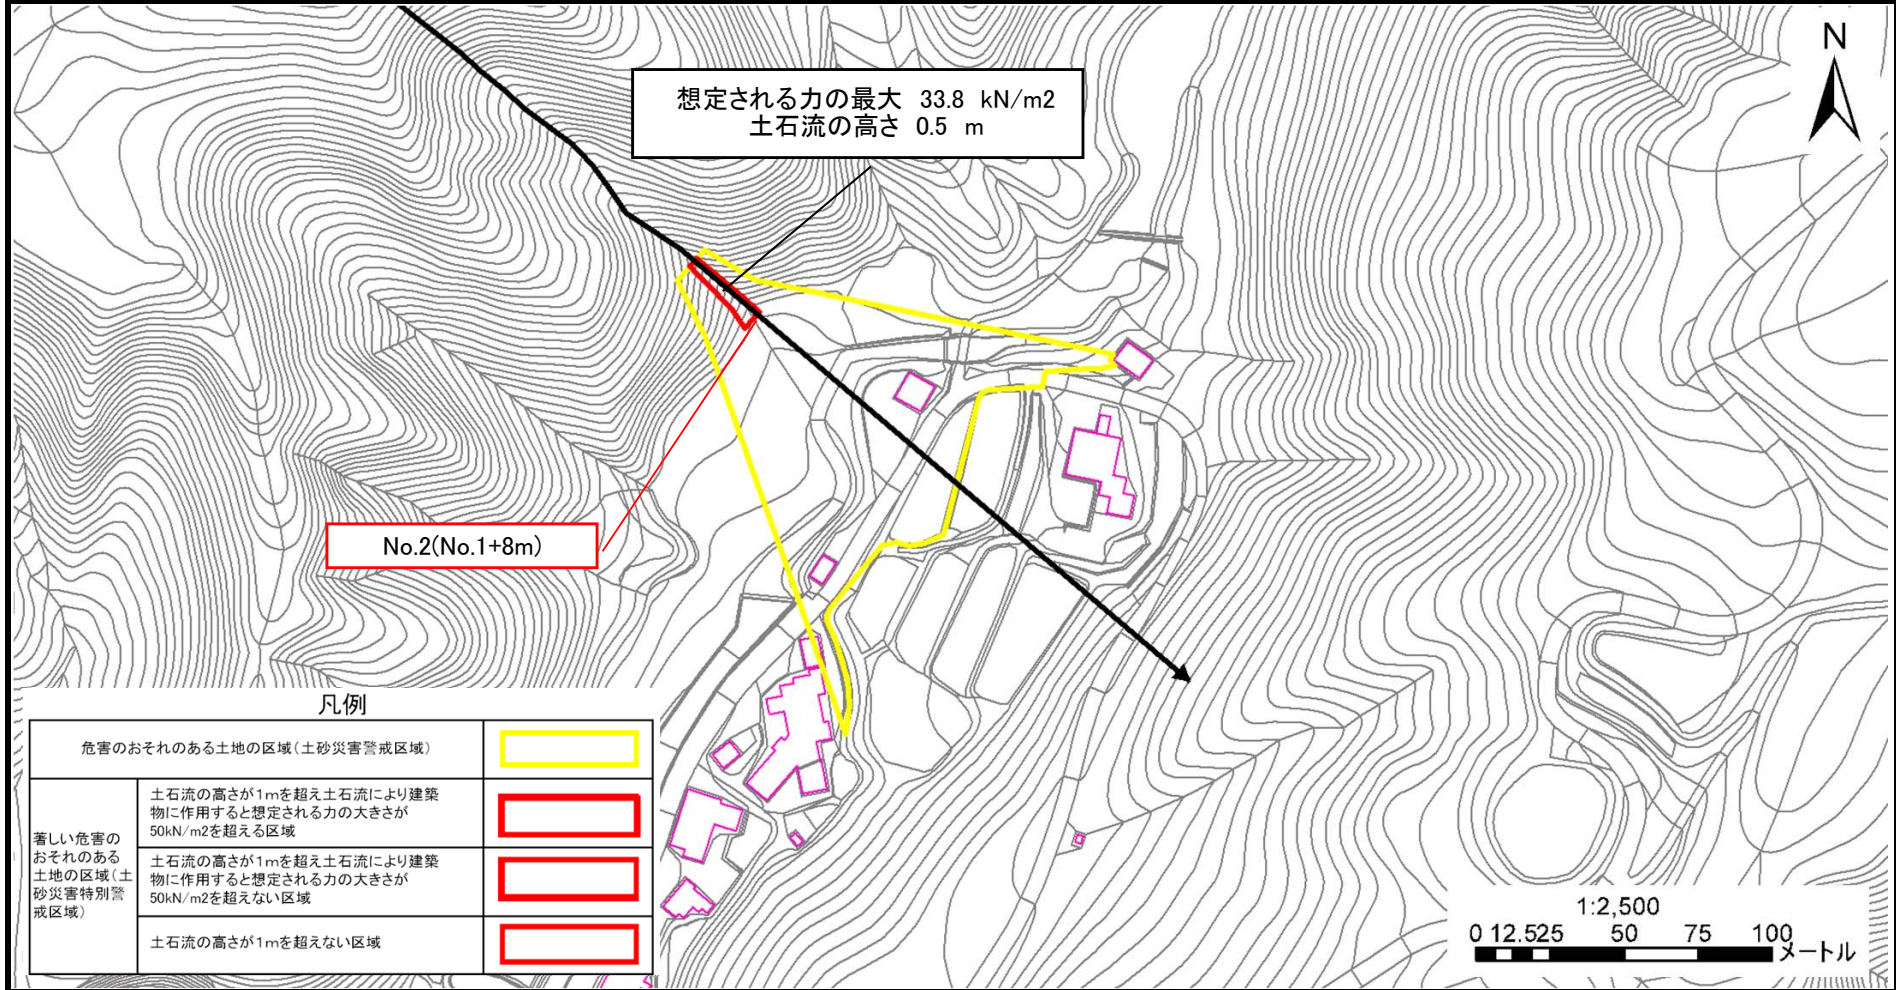 N
想定される力の最大 33.8 kN/m2
土石流の高さ 0.5 m
No.2(No.1+8m)
凡例
危害のおそれのある土地の区域(土砂災害警戒区域)
著しい危害の
おそれのある
土地の区域(土
砂災害特別警
戒区域)
土石流の高さが1mを超え土石流により建築
物に作用すると想定される力の大きさが
50kN/m2を超える区域
土石流の高さが1mを超え土石流により建築
物に作用すると想定される力の大きさが
50kN/m2を超えない区域
土石流の高さが1mを超えない区域
1:2,500
0 12.525 50 75 100
メートル